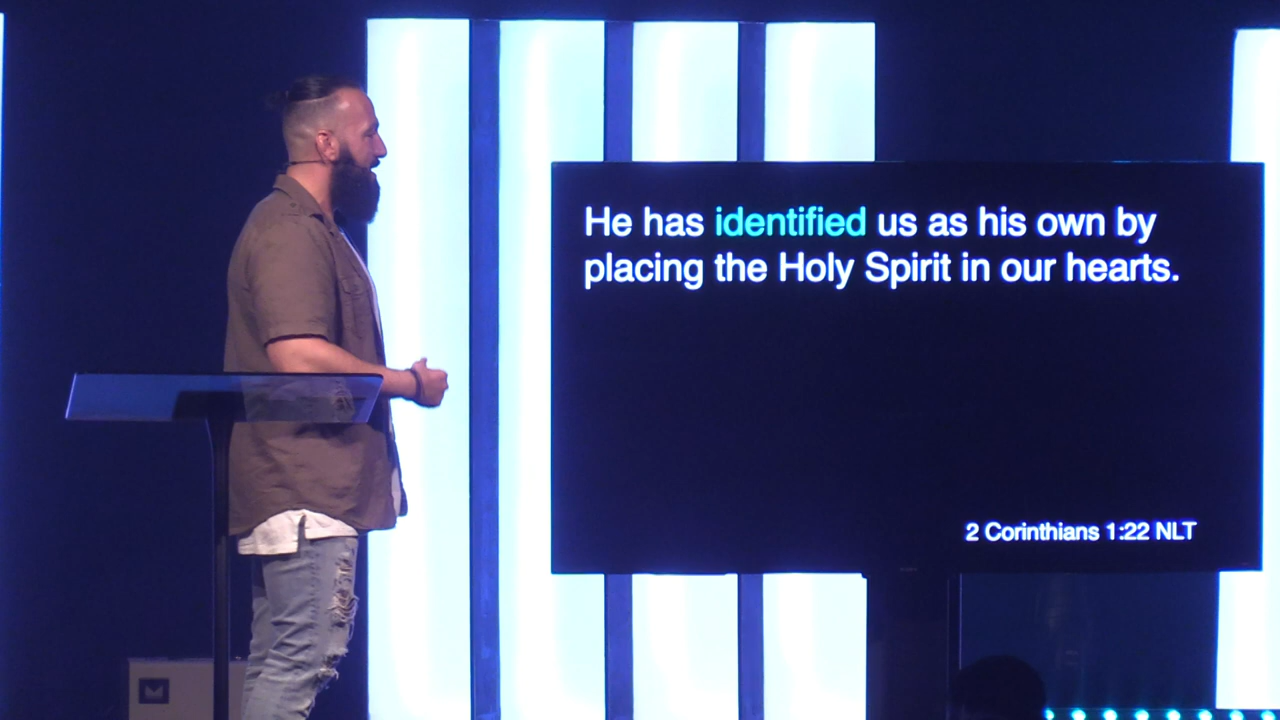 He has identified us as his own by
placing the Holy Spirit in our hearts.
2 Corinthians 1:22 NLT